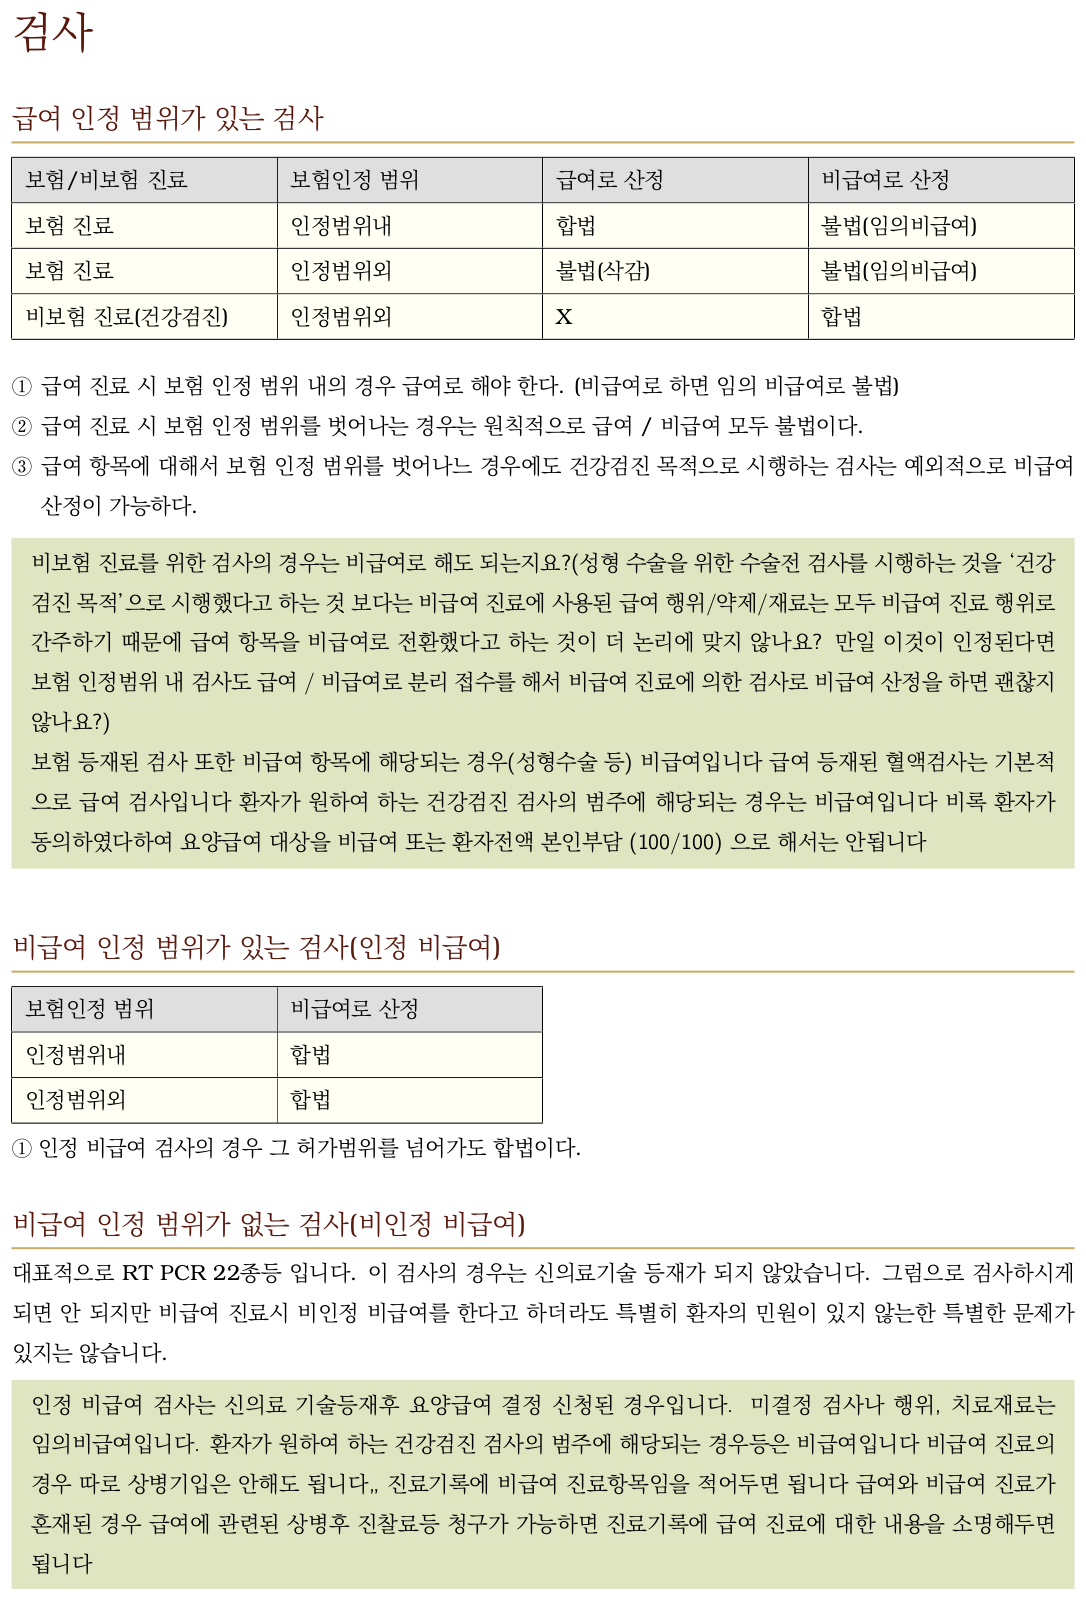 검사
급여 인정 범위가 있는 검사
보험/비보험 진료 보험인정 범위 급여로 산정 비급여로 산정
보험 진료 인정범위내 합법 불법(임의비급여)
보험 진료 인정범위외 불법(삭감) 불법(임의비급여)
비보험 진료(건강검진) 인정범위외 X 합법
① 급여 진료 시 보험 인정 범위 내의 경우 급여로 해야 한다. (비급여로 하면 임의 비급여로 불법)
② 급여 진료 시 보험 인정 범위를 벗어나는 경우는 원칙적으로 급여 / 비급여 모두 불법이다.
③ 급여 항목에 대해서 보험 인정 범위를 벗어나느 경우에도 건강검진 목적으로 시행하는 검사는 예외적으로 비급여
산정이 가능하다.
비보험 진료를 위한 검사의 경우는 비급여로 해도 되는지요?(성형 수술을 위한 수술전 검사를 시행하는 것을 ‘건강
검진 목적’으로 시행했다고 하는 것 보다는 비급여 진료에 사용된 급여 행위/약제/재료는 모두 비급여 진료 행위로
간주하기 때문에 급여 항목을 비급여로 전환했다고 하는 것이 더 논리에 맞지 않나요? 만일 이것이 인정된다면
보험 인정범위 내 검사도 급여 / 비급여로 분리 접수를 해서 비급여 진료에 의한 검사로 비급여 산정을 하면 괜찮지
않나요?)
보험 등재된 검사 또한 비급여 항목에 해당되는 경우(성형수술 등) 비급여입니다 급여 등재된 혈액검사는 기본적
으로 급여 검사입니다 환자가 원하여 하는 건강검진 검사의 범주에 해당되는 경우는 비급여입니다 비록 환자가
동의하였다하여 요양급여 대상을 비급여 또는 환자전액 본인부담 (100/100) 으로 해서는 안됩니다
비급여 인정 범위가 있는 검사(인정 비급여)
보험인정 범위 비급여로 산정
인정범위내 합법
인정범위외 합법
① 인정 비급여 검사의 경우 그 허가범위를 넘어가도 합법이다.
비급여 인정 범위가 없는 검사(비인정 비급여)
대표적으로 RT PCR 22종등 입니다. 이 검사의 경우는 신의료기술 등재가 되지 않았습니다. 그럼으로 검사하시게
되면 안 되지만 비급여 진료시 비인정 비급여를 한다고 하더라도 특별히 환자의 민원이 있지 않는한 특별한 문제가
있지는 않습니다.
인정 비급여 검사는 신의료 기술등재후 요양급여 결정 신청된 경우입니다. 미결정 검사나 행위, 치료재료는
임의비급여입니다. 환자가 원하여 하는 건강검진 검사의 범주에 해당되는 경우등은 비급여입니다 비급여 진료의
경우 따로 상병기입은 안해도 됩니다,, 진료기록에 비급여 진료항목임을 적어두면 됩니다 급여와 비급여 진료가
혼재된 경우 급여에 관련된 상병후 진찰료등 청구가 가능하면 진료기록에 급여 진료에 대한 내용을 소명해두면
됩니다